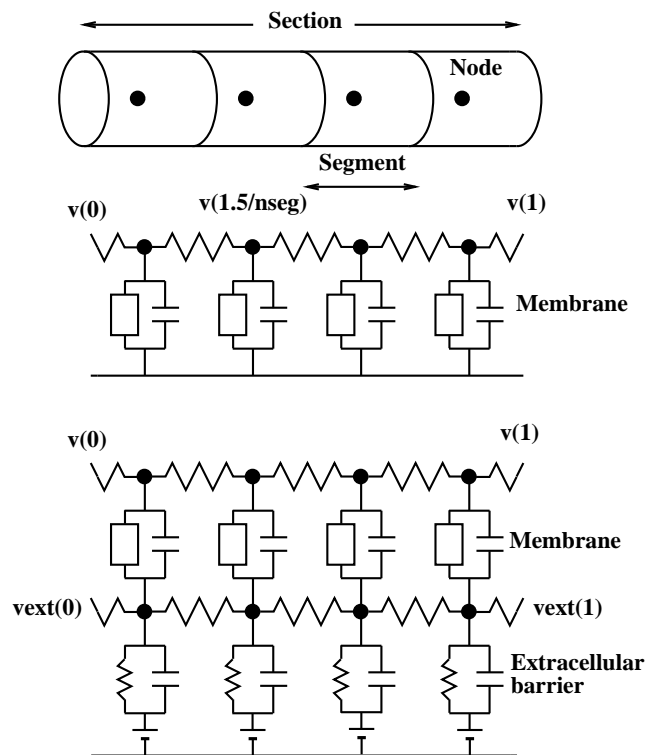 Section
Node
Segment
v(0)
v(1.5/nseg)
v(1)
Membrane
v(0)
v(1)
Membrane
vext(0)
vext(1)
Extracellular
barrier